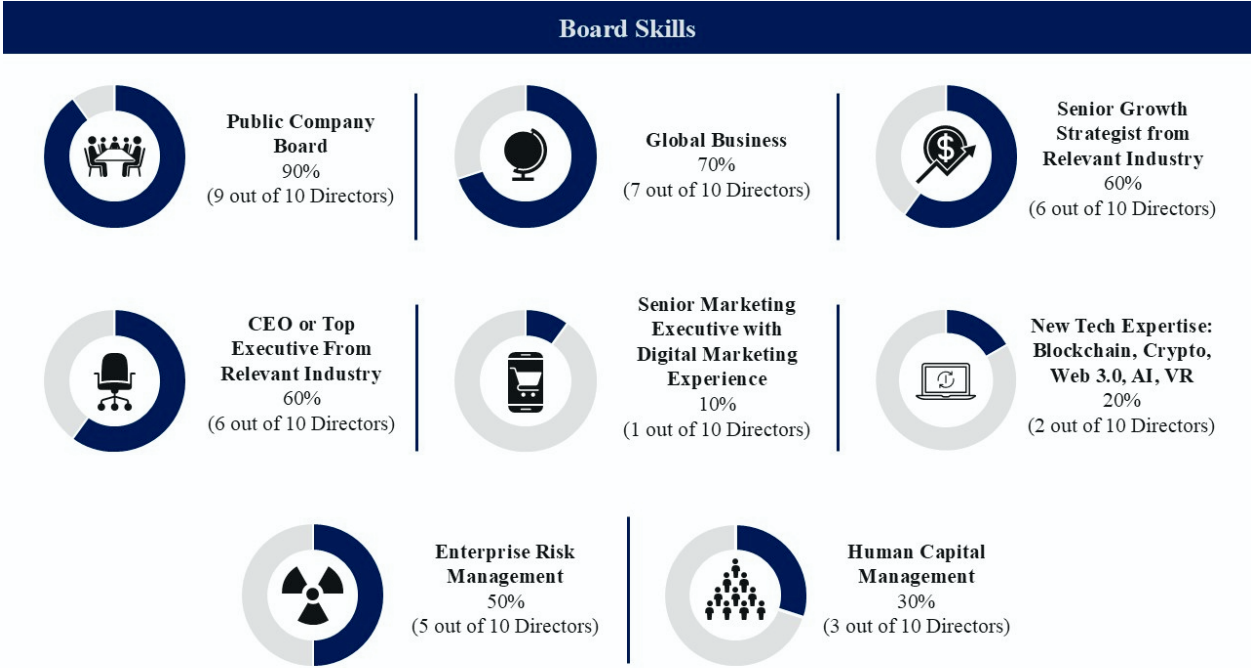 Board Skills
Public Company
Board
90%
(9 out of 10 Directors)
Global Business
70%
(7 out of 10 Directors)
Senior Growth
Strategist from
Relevant Industry
60%
(6 out of 10 Directors)
CEO or Top
Executive From
Relevant Industry
60%
(6 out of 10 Directors)
Senior Marketing
Executive with
Digital Marketing
Experience
10%
(1 out of 10 Directors)
New Tech Expertise:
Blockchain, Crypto,
Web 3.0, AI, VR
20%
(2 out of 10 Directors)
Enterprise Risk
Management
50%
(5 out of 10 Directors)
Human Capital
Management
30%
(3 out of 10 Directors)